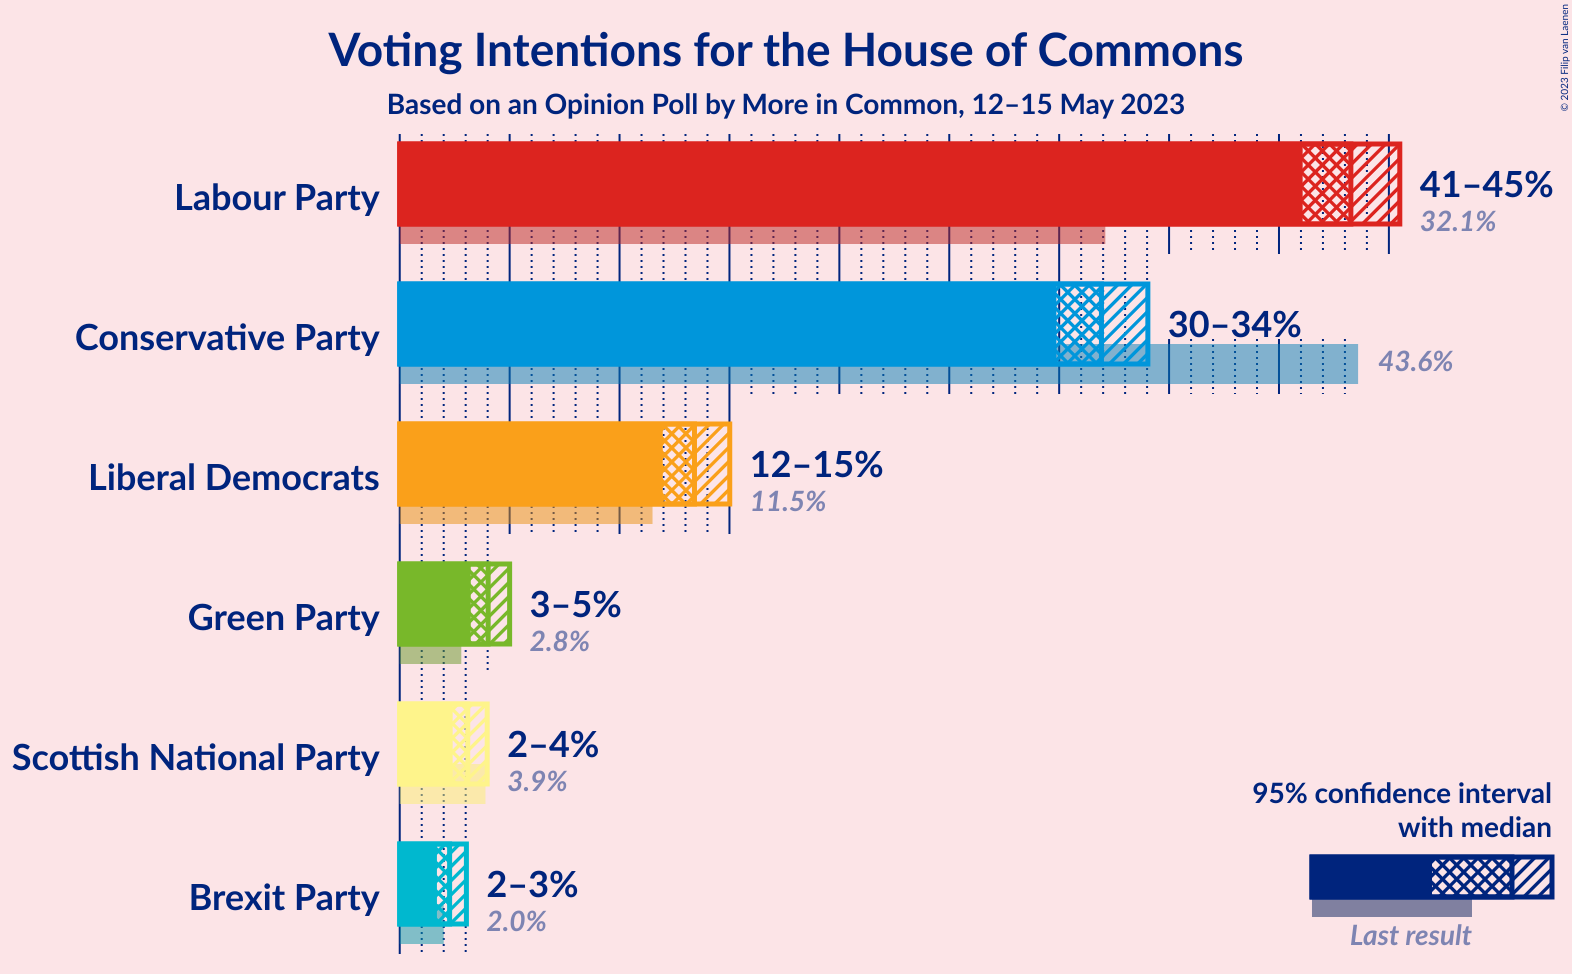 Voting Intentions for the House of Commons
Based on an Opinion Poll by More in Common, 12–15 May 2023
© 2023 Filip van Laenen
Labour Party
41–45%
32.1%
Conservative Party
30–34%
43.6%
Liberal Democrats
12–15%
11.5%
Green Party
3–5%
2.8%
Scottish National Party
2–4%
3.9%
Brexit Party
2–3%
2.0%
95% confidence interval
with median
Last result